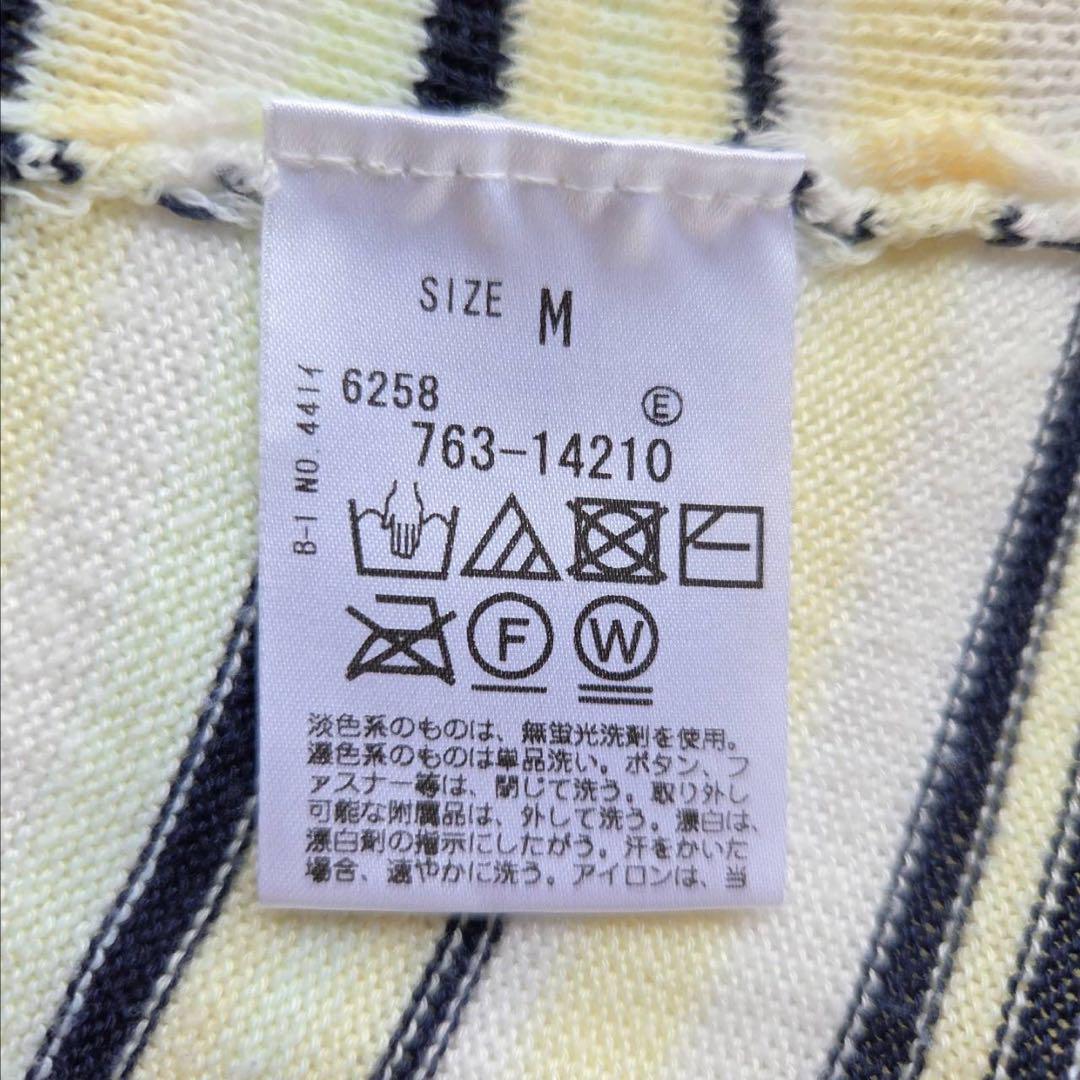 SIZE M
6258
Ⓔ
763-14210
B-1 NO.441イ
F
W
淡色系のものは、無蛍光洗剤を使用。
濃色系のものは単品洗い。ボタン、フ
ァスナー等は、閉じて洗う。取り外し
可能な附属品は、外して洗う。漂白は、
漂白剤の指示にしたがう。汗をかいた
場合、速やかに洗う。アイロンは、当